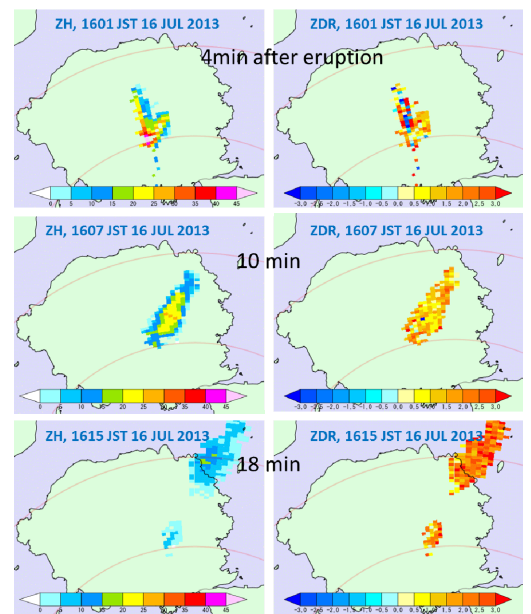 ZH, 1601 JST 16 JUL 2013
ZDR, 1601 JST 16 JUL 2013
4min after eruption
0 5 10 15 20 25 30 35 40 45
-3.0 -2.5 -2.0 -1.5 -1.0 0.0 0.5 1.0 1.5 2.0 2.5 3.0
ZH, 1607 JST 16 JUL 2013
ZDR, 1607 JST 16 JUL 2013
10 min
0 5 10 15 20 25 30 35 40 45
-3.0 -2.5 -2.0 -1.5 -1.0 0.0 0.5 1.0 1.5 2.0 2.5 3.0
ZH, 1615 JST 16 JUL 2013
ZDR, 1615 JST 16 JUL 2013
18 min
0 5 10 15 20 25 30 35 40 45
-3.0 -2.5 -2.0 -1.5 -1.0 0.0 0.5 1.0 1.5 2.0 2.5 3.0